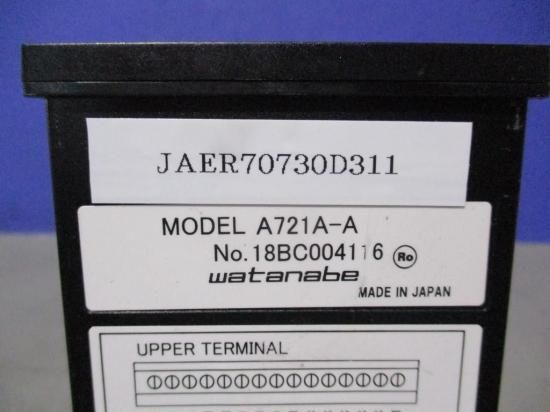 JAER70730D311
MODEL A721A-A
No.18BC004116 Ro
watanabe
MADE IN JAPAN
UPPER TERMINAL